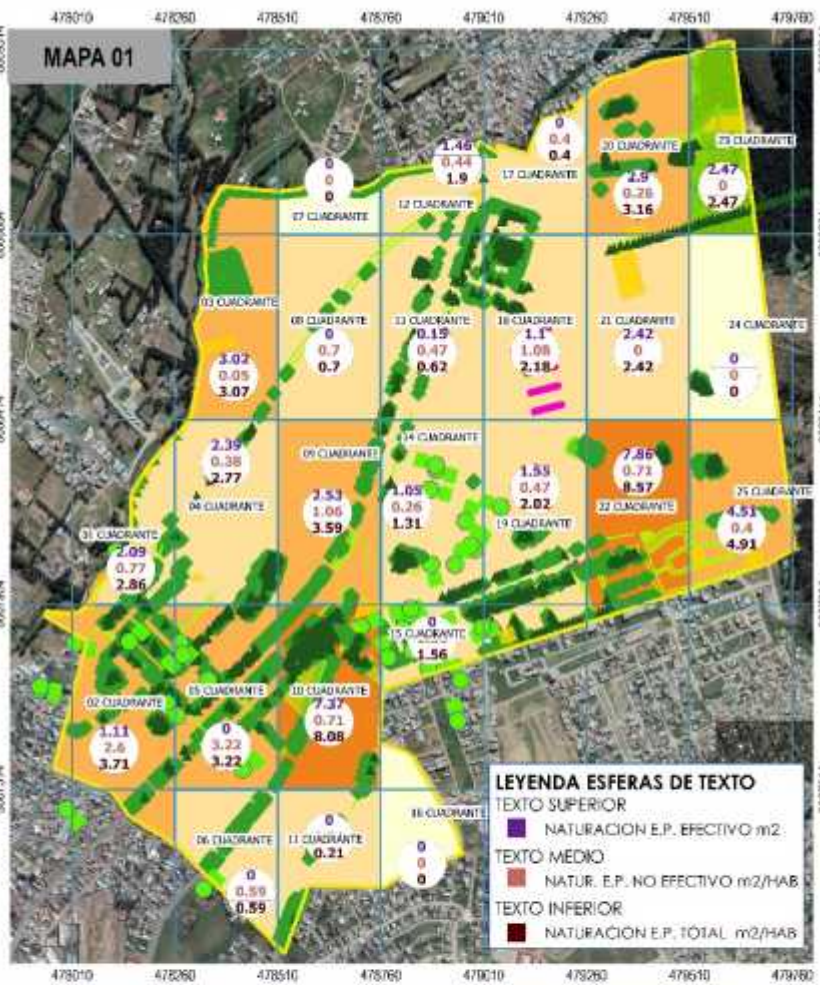 478010 478260 478510 478760 479010 479260 479510 479760
MAPA 01
0
0.4
0.4
1.46
0.44
1.9
20 CUADRANTE
23 CUADRANTE
17 CUADRANTE
0
0
0
2.9
0.26
3.16
2.47
0
2.47
12 CUADRANTE
07 CUADRANTE
03 CUADRANTE
08 CUADRANTE
13 CUADRANTE
18 CUADRANTE
21 CUADRANTE
24 CUADRANTE
3.02
0.05
3.07
0
0.7
0.7
0.15
0.47
0.62
1.1
1.08
2.18
2.42
0
2.42
0
0
0
14 CUADRANTE
09 CUADRANTE
2.39
0.38
2.77
04 CUADRANTE
2.53
1.06
3.59
1.05
0.26
1.31
1.55
0.47
2.02
19 CUADRANTE
7.86
0.71
8.57
22 CUADRANTE
25 CUADRANTE
4.51
0.4
4.91
01 CUADRANTE
2.09
0.77
2.86
0
15 CUADRANTE
1.56
02 CUADRANTE
05 CUADRANTE
10 CUADRANTE
1.11
2.6
3.71
0
3.22
3.22
7.37
0.71
8.08
06 CUADRANTE
11 CUADRANTE
CUADRANTE
0
0.59
0.59
0
0.21
0
0
0
LEYENDA ESFERAS DE TEXTO
TEXTO SUPERIOR
NATURACION E.P. EFECTIVO m2
TEXTO MEDIO
NATUR. E.P. NO EFECTIVO m2/HAB
TEXTO INFERIOR
NATURACION E.P. TOTAL m2/HAB
478010 478260 478510 478760 479010 479260 479510 479760